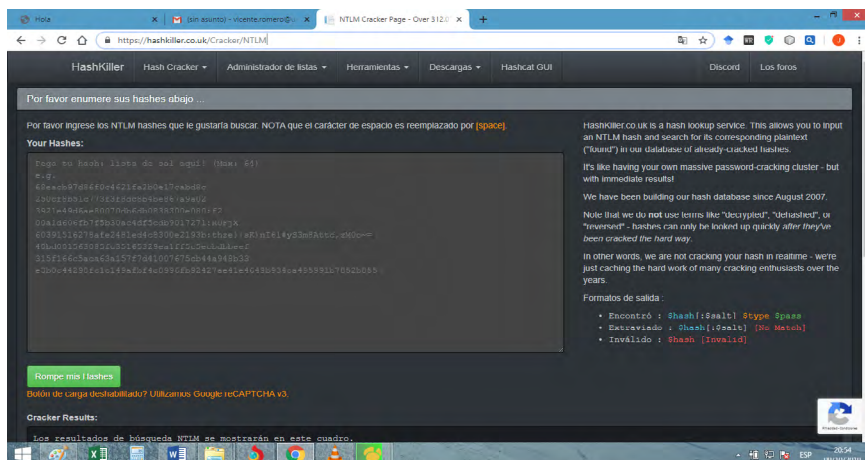 Hola
(sin asunto) - vicente.romero@
NTLM Cracker Page - Over 312.0
https://hashkiller.co.uk/Cracker/NTLM
HashKiller
Hash Cracker
Administrador de listas
Herramientas
Descargas
Hashcat GUI
Discord
Los foros
Por favor enumere sus hashes abajo ...
Por favor ingrese los NTLM hashes que le gustaría buscar. NOTA que el carácter de espacio es reemplazado por [space].
Your Hashes:
e.g.
Rompe mis Hashes
Botón de carga deshabilitado? Utilizamos Google reCAPTCHA v3.
Cracker Results:
Los resultados de búsqueda NTLM se mostrarán en este cuadro.
HashKiller.co.uk is a hash lookup service. This allows you to input
an NTLM hash and search for its corresponding plaintext
("found") in our database of already-cracked hashes.
It's like having your own massive password-cracking cluster - but
with immediate results!
We have been building our hash database since August 2007.
Note that we do not use terms like "decrypted", "dehashed", or
"reversed" - hashes can only be looked up quickly after they've
been cracked the hard way.
In other words, we are not cracking your hash in realtime - we're
just caching the hard work of many cracking enthusiasts over the
years.
Formatos de salida :
Encontró : $hash[:$salt] $type $pass
Extraviado : $hash[:$salt] [No Match]
Inválido : $hash [Invalid]
ESP
20:54